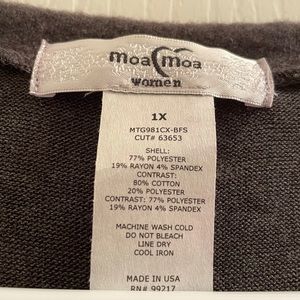 moa moa
women
1X
MTG981CX-BFS
CUT# 63653
SHELL:
77% POLYESTER
19% RAYON 4% SPANDEX
CONTRAST:
80% COTTON
20% POLYESTER
CONTRAST: 77% POLYESTER
19% RAYON 4% SPANDEX
MACHINE WASH COLD
DO NOT BLEACH
LINE DRY
COOL IRON
MADE IN USA
RN# 99217